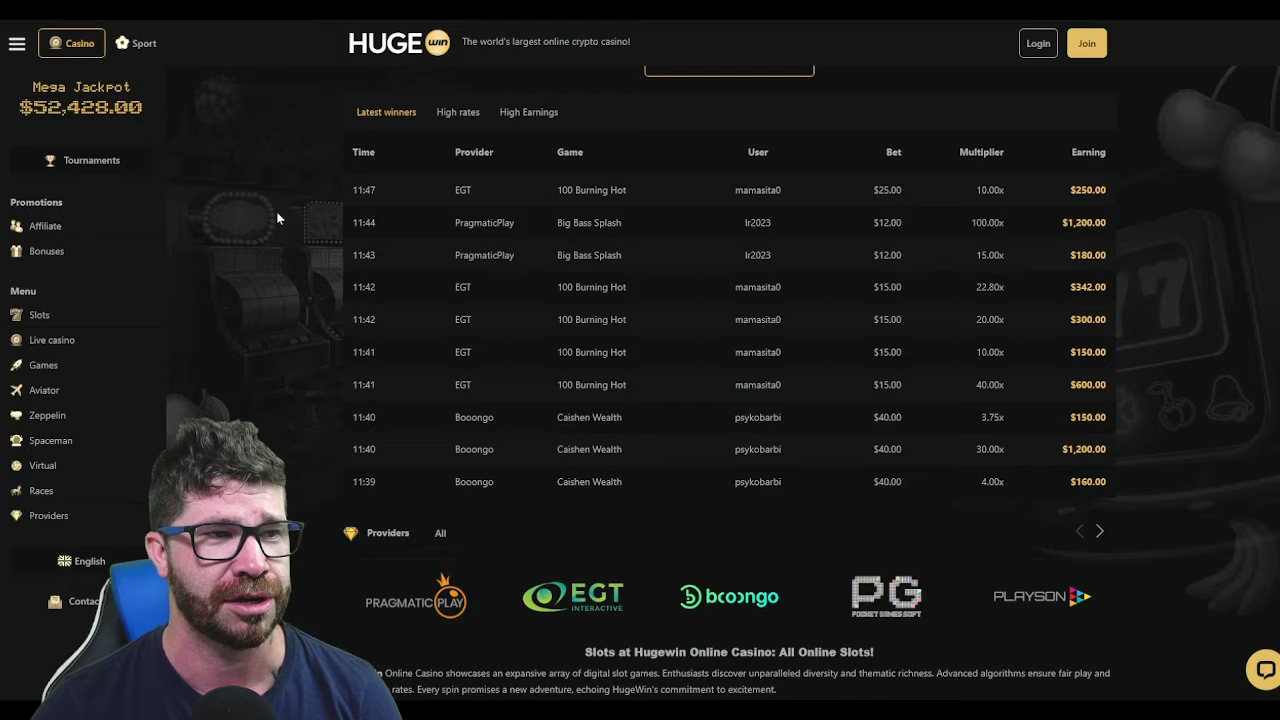 Casino
Sport
HUGE win
The world's largest online crypto casino!
Login
Join
Mega Jackpot
$52,428.00
Tournaments
Promotions
Affiliate
Bonuses
Menu
Slots
Live casino
Games
Aviator
Zeppelin
Spaceman
Virtual
Races
Providers
English
Contac
Latest winners High rates High Earnings
Time Provider Game User Bet Multiplier Earning
11:47 EGT 100 Burning Hot mamasita0 $25.00 10.00x $250.00
11:44 PragmaticPlay Big Bass Splash lr2023 $12.00 100.00x $1,200.00
11:43 PragmaticPlay Big Bass Splash lr2023 $12.00 15.00x $180.00
11:42 EGT 100 Burning Hot mamasita0 $15.00 22.80x $342.00
11:42 EGT 100 Burning Hot mamasita0 $15.00 20.00x $300.00
11:41 EGT 100 Burning Hot mamasita0 $15.00 10.00x $150.00
11:41 EGT 100 Burning Hot mamasita0 $15.00 40.00x $600.00
11:40 Booongo Caishen Wealth psykobarbi $40.00 3.75x $150.00
11:40 Booongo Caishen Wealth psykobarbi $40.00 30.00x $1,200.00
11:39 Booongo Caishen Wealth psykobarbi $40.00 4.00x $160.00
Providers All
PRAGMATIC PLAY
EGT INTERACTIVE
booongo
PG POCKET GAMES SOFT
PLAYSON
Slots at Hugewin Online Casino: All Online Slots!
Online Casino showcases an expansive array of digital slot games. Enthusiasts discover unparalleled diversity and thematic richness. Advanced algorithms ensure fair play and
rates. Every spin promises a new adventure, echoing HugeWin's commitment to excitement.